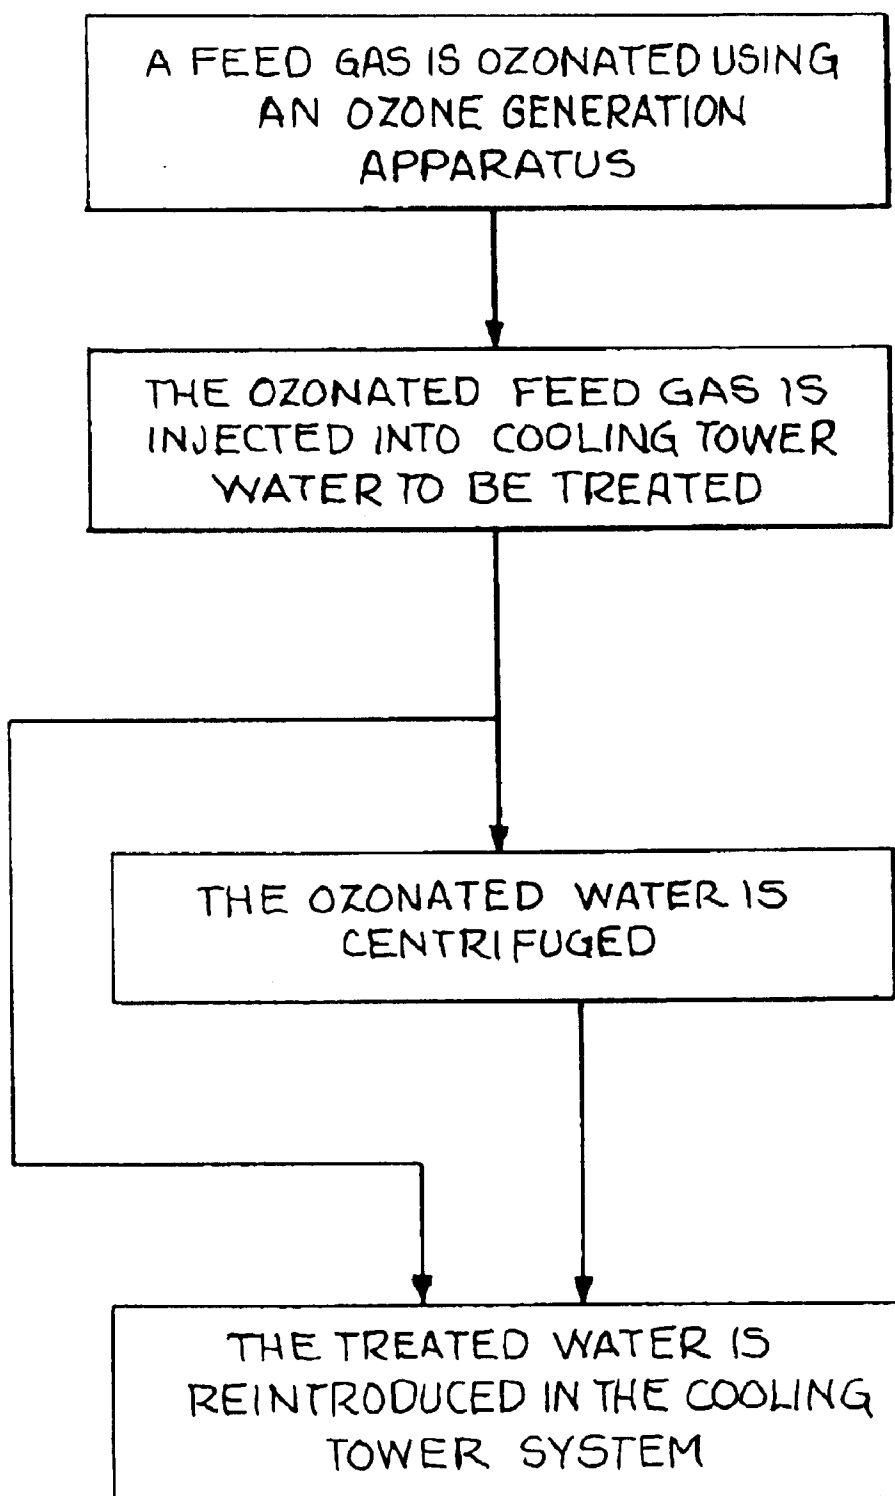 A FEED GAS IS OZONATED USING
AN OZONE GENERATION
APPARATUS
THE OZONATED FEED GAS IS
INJECTED INTO COOLING TOWER
WATER TO BE TREATED
THE OZONATED WATER IS
CENTRIFUGED
THE TREATED WATER IS
REINTRODUCED IN THE COOLING
TOWER SYSTEM